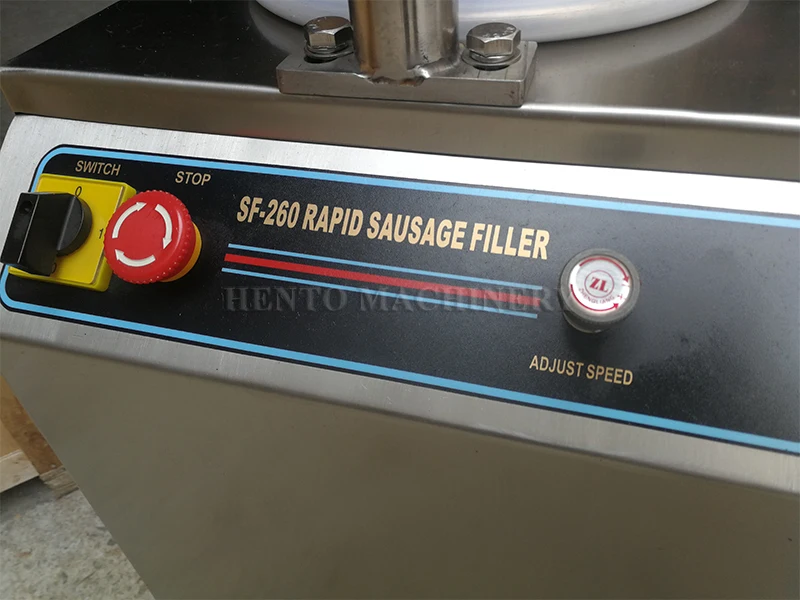 SWITCH
STOP
0
1
SF-260 RAPID SAUSAGE FILLER
HENTO MACHINERY
ZL
ADJUST SPEED